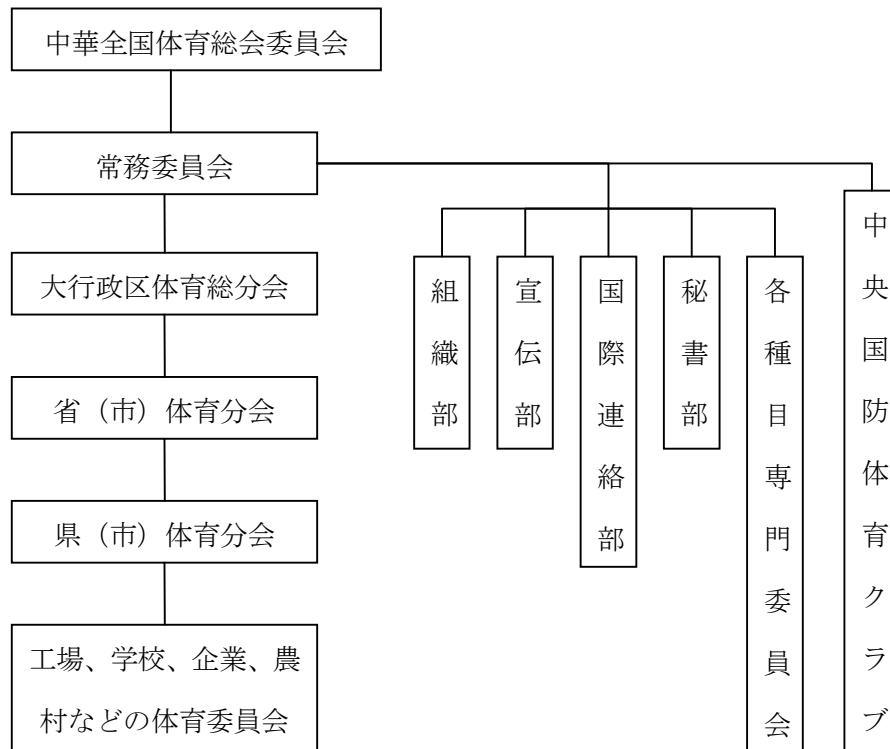 中華全国体育総会委員会
常務委員会
大行政区体育総分会
省（市）体育分会
県（市）体育分会
工場、学校、企業、農
村などの体育委員会
組織部
宣伝部
国際連絡部
秘書部
各種目専門委員会
中央国防体育クラブ